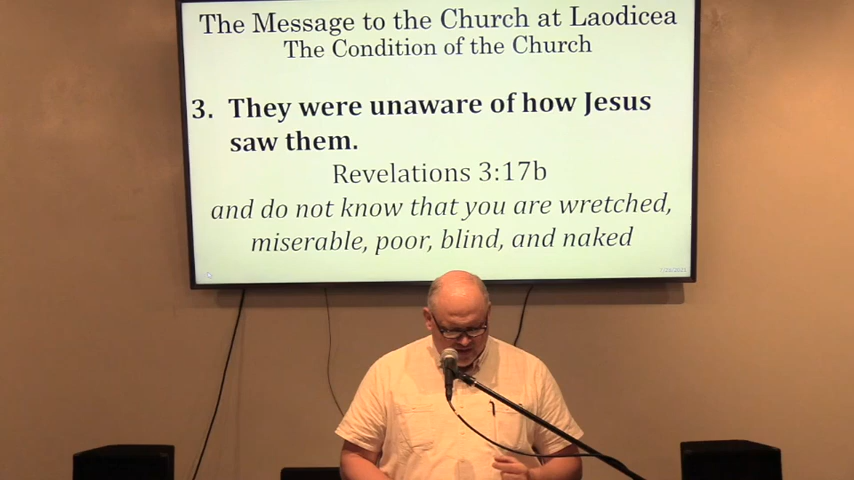 The Message to the Church at Laodicea
The Condition of the Church
3. They were unaware of how Jesus
saw them.
Revelations 3:17b
and do not know that you are wretched,
miserable, poor, blind, and naked